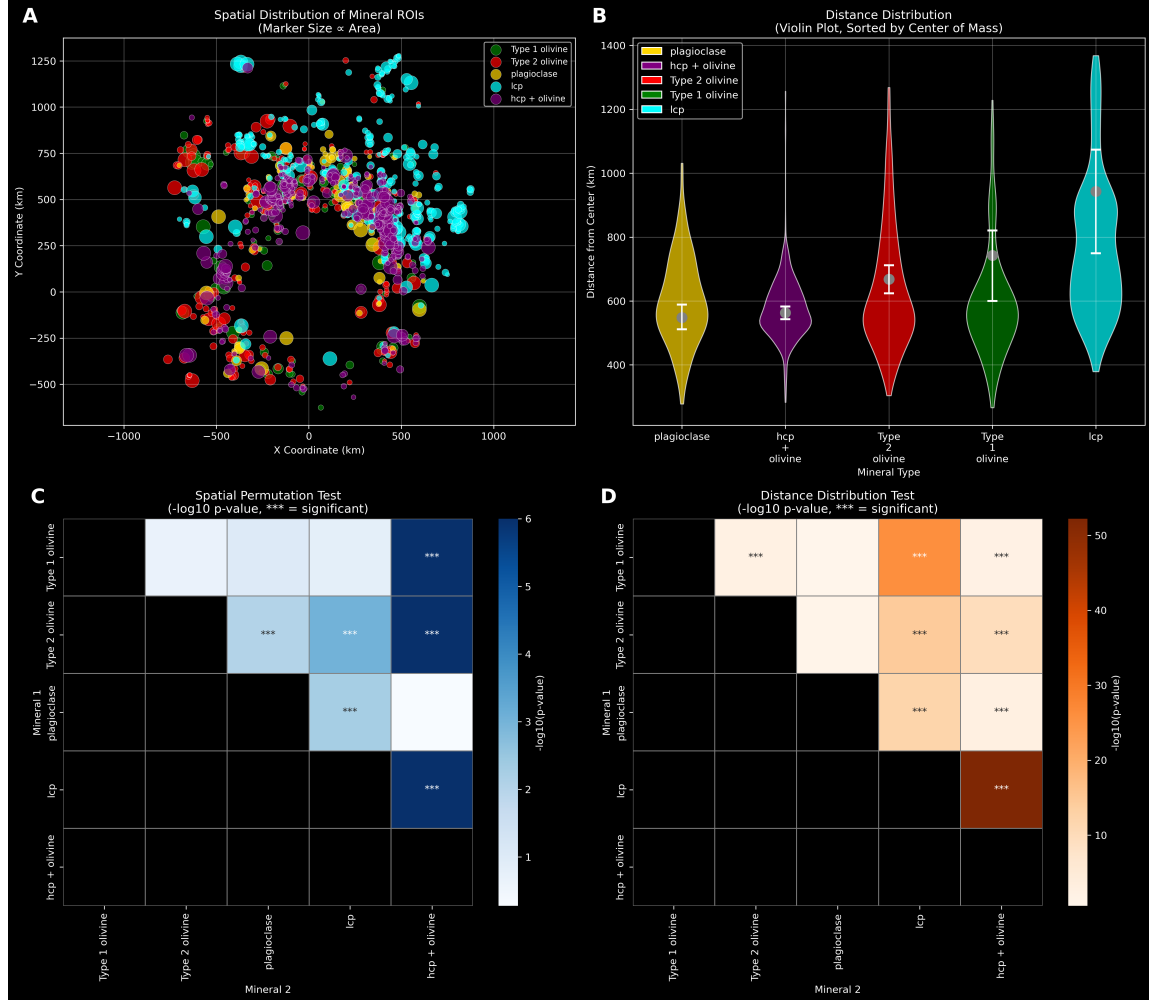 A
Spatial Distribution of Mineral ROIs
(Marker Size ∝ Area)
Type 1 olivine
Type 2 olivine
plagioclase
lcp
hcp + olivine
1250
1000
750
500
250
0
−250
−500
Y Coordinate (km)
−1000
−500
0
500
1000
X Coordinate (km)
B
Distance Distribution
(Violin Plot, Sorted by Center of Mass)
plagioclase
hcp + olivine
Type 2 olivine
Type 1 olivine
lcp
1400
1200
1000
800
600
400
Distance from Center (km)
plagioclase
hcp
+
olivine
Type
2
olivine
Type
1
olivine
lcp
Mineral Type
C
Spatial Permutation Test
(-log10 p-value, *** = significant)
Type 1 olivine
Type 2 olivine
plagioclase
lcp
hcp + olivine
Mineral 1
***
***
***
***
***
***
Type 1 olivine
Type 2 olivine
plagioclase
lcp
hcp + olivine
Mineral 2
6
5
4
3
2
1
-log10(p-value)
D
Distance Distribution Test
(-log10 p-value, *** = significant)
Type 1 olivine
Type 2 olivine
plagioclase
lcp
hcp + olivine
Mineral 1
***
***
***
***
***
***
***
***
Type 1 olivine
Type 2 olivine
plagioclase
lcp
hcp + olivine
Mineral 2
50
40
30
20
10
-log10(p-value)